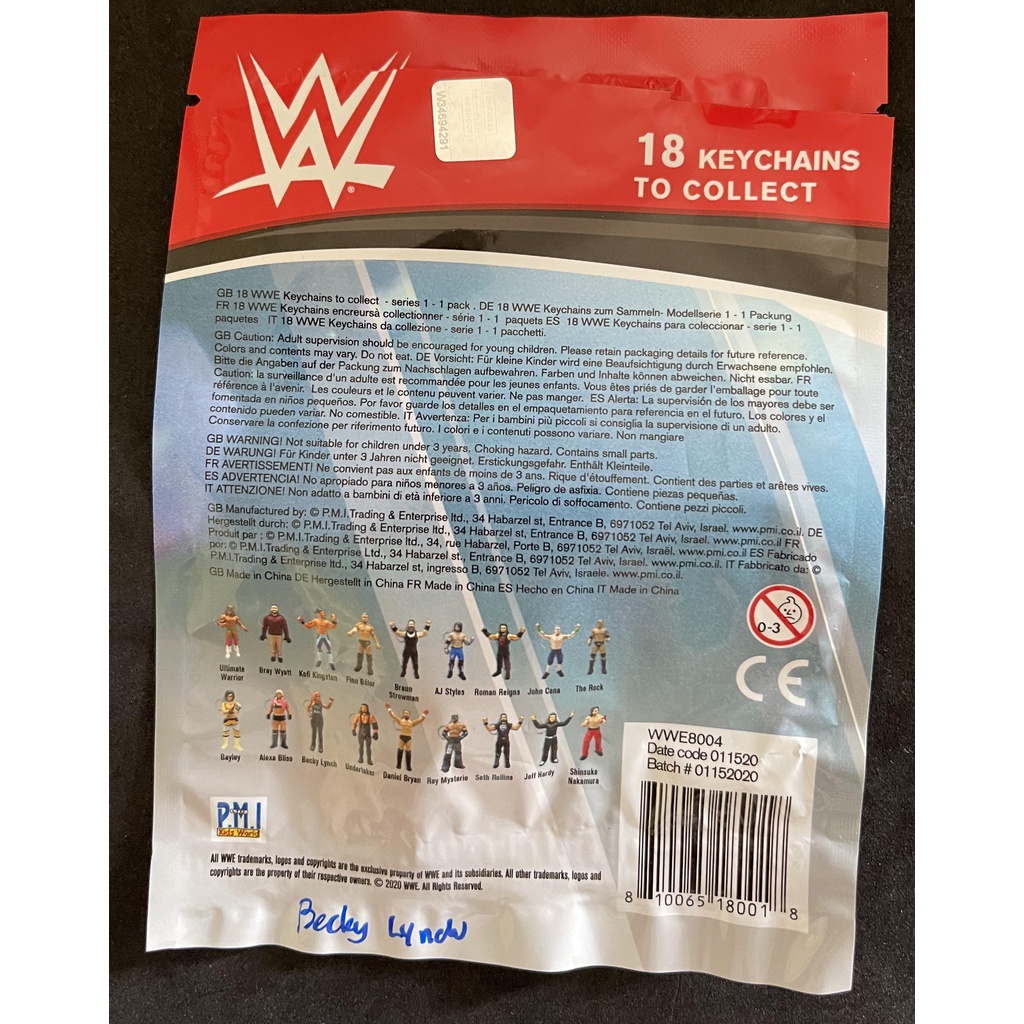 W
W34694291
18 KEYCHAINS
TO COLLECT
GB 18 WWE Keychains to collect - series 1 - 1 pack . DE 18 WWE Keychains zum Sammeln- Modellserie 1 - 1 Packung
FR 18 WWE Keychains encreursà collectionner - série 1 - 1 paquets ES 18 WWE Keychains para coleccionar - serie 1 - 1
paquetes IT 18 WWE Keychains da collezione - serie 1 - 1 pacchetti.
GB Caution: Adult supervision should be encouraged for young children. Please retain packaging details for future reference.
Colors and contents may vary. Do not eat. DE Vorsicht: Für kleine Kinder wird eine Beaufsichtigung durch Erwachsene empfohlen.
Bitte die Angaben auf der Packung zum Nachschlagen aufbewahren. Farben und Inhalte können abweichen. Nicht essbar. FR
Caution: la surveillance d'un adulte est recommandée pour les jeunes enfants. Vous êtes priés de garder l'emballage pour toute
référence à l'avenir. Les couleurs et le contenu peuvent varier. Ne pas manger. ES Alerta: La supervisión de los mayores debe ser
fomentada en niños pequeños. Por favor guarde los detalles en el empaquetamiento para referencia en el futuro. Los colores y el
contenido pueden variar. No comestible. IT Avvertenza: Per i bambini più piccoli si consiglia la supervisione di un adulto.
Conservare la confezione per riferimento futuro. I colori e i contenuti possono variare. Non mangiare
GB WARNING! Not suitable for children under 3 years. Choking hazard. Contains small parts.
DE WARUNG! Für Kinder unter 3 Jahren nicht geeignet. Erstickungsgefahr. Enthält Kleinteile.
FR AVERTISSEMENT! Ne convient pas aux enfants de moins de 3 ans. Rique d'étouffement. Contient des parties et arêtes vives.
ES ADVERTENCIA! No apropiado para niños menores a 3 años. Peligro de asfixia. Contiene piezas pequeñas.
IT ATTENZIONE! Non adatto a bambini di età inferiore a 3 anni. Pericolo di soffocamento. Contiene pezzi piccoli.
GB Manufactured by: © P.M.I.Trading & Enterprise ltd., 34 Habarzel st, Entrance B, 6971052 Tel Aviv, Israel. www.pmi.co.il. DE
Hergestellt durch: © P.M.I.Trading & Enterprise ltd., 34 Habarzel st, Entrance B, 6971052 Tel Aviv, Israel. www.pmi.co.il FR
Produit par : © P.M.I.Trading & Enterprise ltd., 34, rue Habarzel, Porte B, 6971052 Tel Aviv, Israël. www.pmi.co.il ES Fabricado
por: © P.M.I.Trading & Enterprise Ltd., 34 Habarzel st., Entrance B, 6971052 Tel Aviv, Israel. www.pmi.co.il. IT Fabbricato da: ©
P.M.I.Trading & Enterprise ltd., 34 Habarzel st, ingresso B, 6971052 Tel Aviv, Israele. www.pmi.co.il.
GB Made in China DE Hergestellt in China FR Made in China ES Hecho en China IT Made in China
0-3
CE
Ultimate Warrior Bray Wyatt Kofi Kingston Finn Bálor Braun Strowman AJ Styles Roman Reigns John Cena The Rock
Bayley Alexa Bliss Becky Lynch Undertaker Daniel Bryan Rey Mysterio Seth Rollins Jeff Hardy Shinsuke Nakamura
WWE8004
Date code 011520
Batch # 01152020
8 10065 18001 8
P.M.I
Kids World
All WWE trademarks, logos and copyrights are the exclusive property of WWE and its subsidiaries. All other trademarks, logos and
copyrights are the property of their respective owners. © 2020 WWE. All Rights Reserved.
Becky Lynch